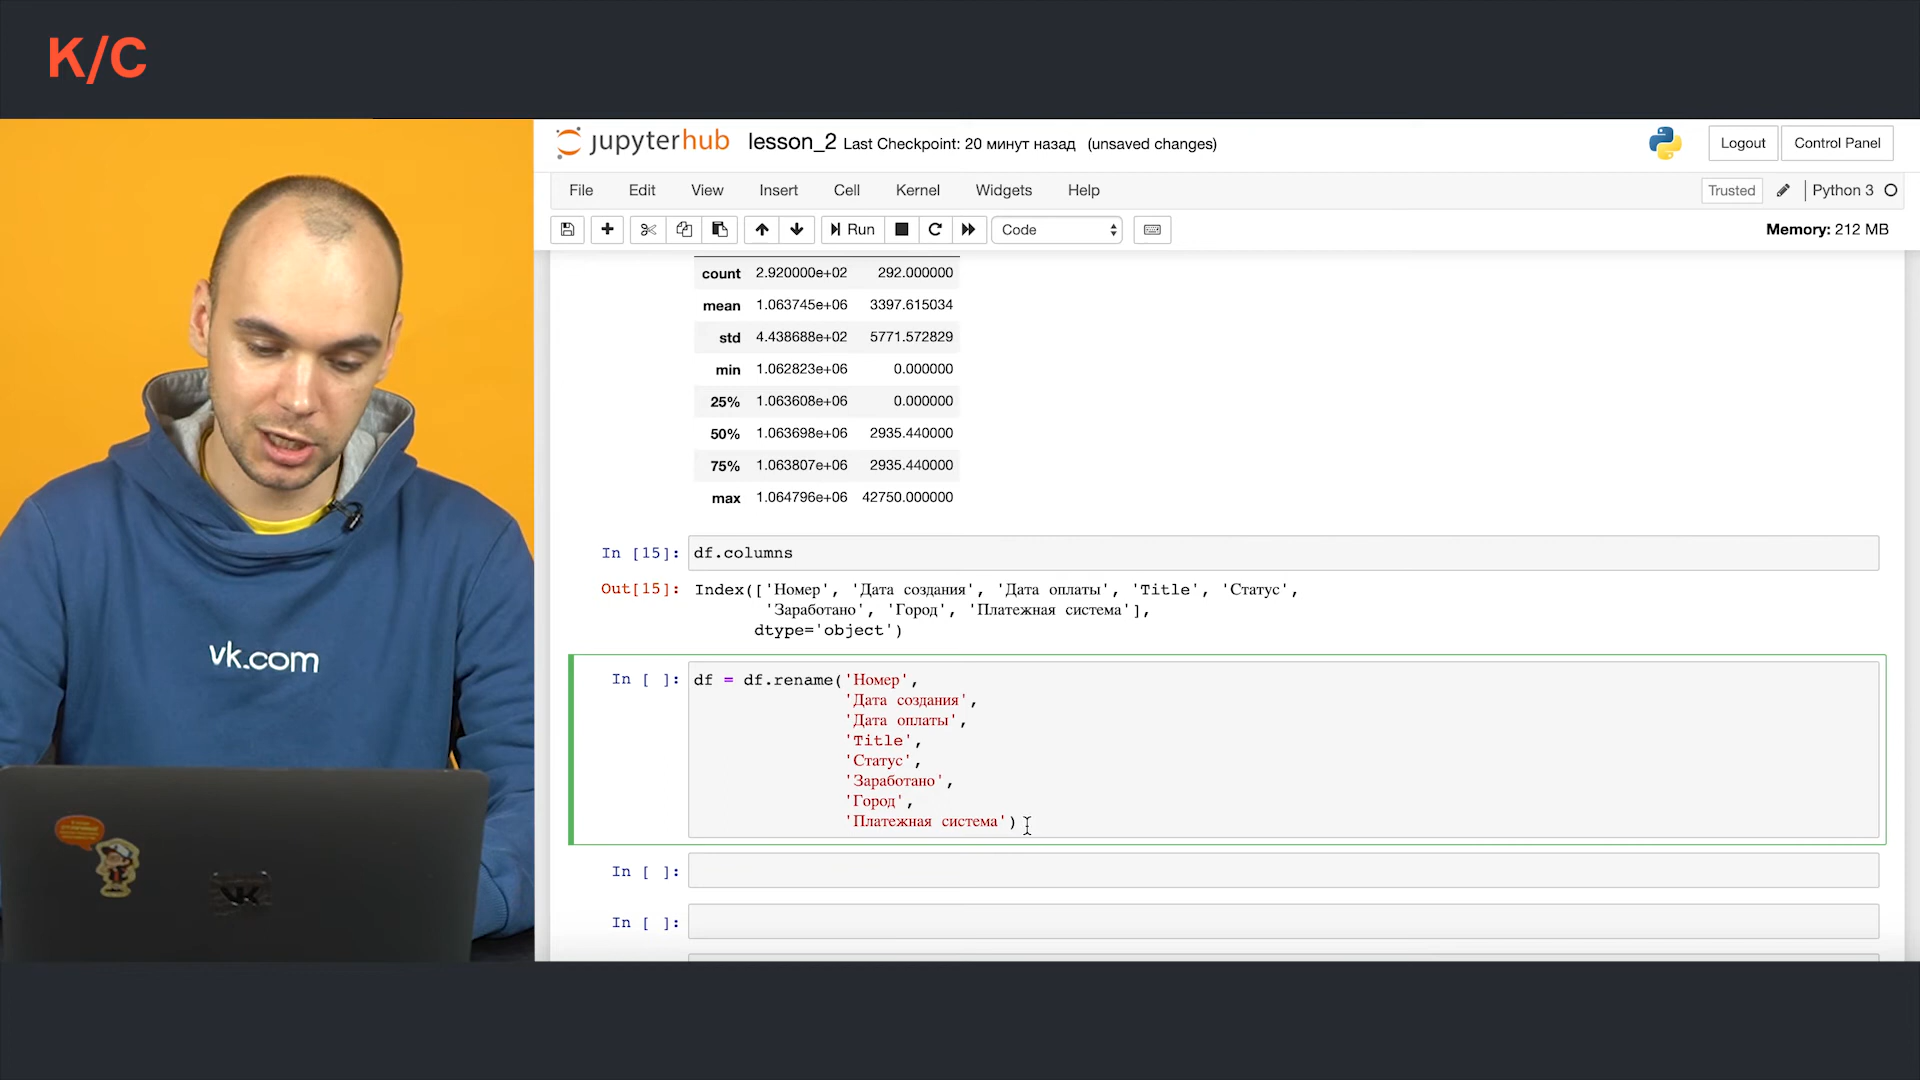 K/C
jupyterhub lesson_2 Last Checkpoint: 20 минут назад (unsaved changes)
Logout Control Panel
File Edit View Insert Cell Kernel Widgets Help
Trusted Python 3
Run Code Memory: 212 MB
count 2.920000e+02 292.000000
mean 1.063745e+06 3397.615034
std 4.438688e+02 5771.572829
min 1.062823e+06 0.000000
25% 1.063608e+06 0.000000
50% 1.063698e+06 2935.440000
75% 1.063807e+06 2935.440000
max 1.064796e+06 42750.000000
In [15]: df.columns
Out[15]: Index(['Номер', 'Дата создания', 'Дата оплаты', 'Title', 'Статус',
'Заработано', 'Город', 'Платежная система'],
dtype='object')
In [ ]: df = df.rename('Номер',
'Дата создания',
'Дата оплаты',
'Title',
'Статус',
'Заработано',
'Город',
'Платежная система')
In [ ]:
In [ ]:
vk.com